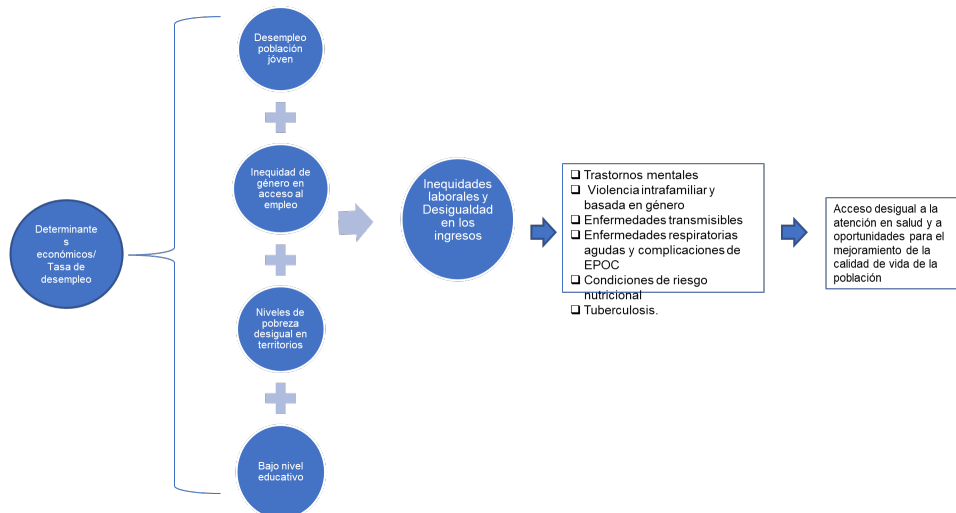 Determinante
s
económicos/
Tasa de
desempleo
Desempleo
población
jóven
Inequidad de
género en
acceso al
empleo
Niveles de
pobreza
desigual en
territorios
Bajo nivel
educativo
Inequidades
laborales y
Desigualdad
en los
ingresos
❑ Trastornos mentales
❑ Violencia intrafamiliar y
basada en género
❑ Enfermedades transmisibles
❑ Enfermedades respiratorias
agudas y complicaciones de
EPOC
❑ Condiciones de riesgo
nutricional
❑ Tuberculosis.
Acceso desigual a la
atención en salud y a
oportunidades para el
mejoramiento de la
calidad de vida de la
población